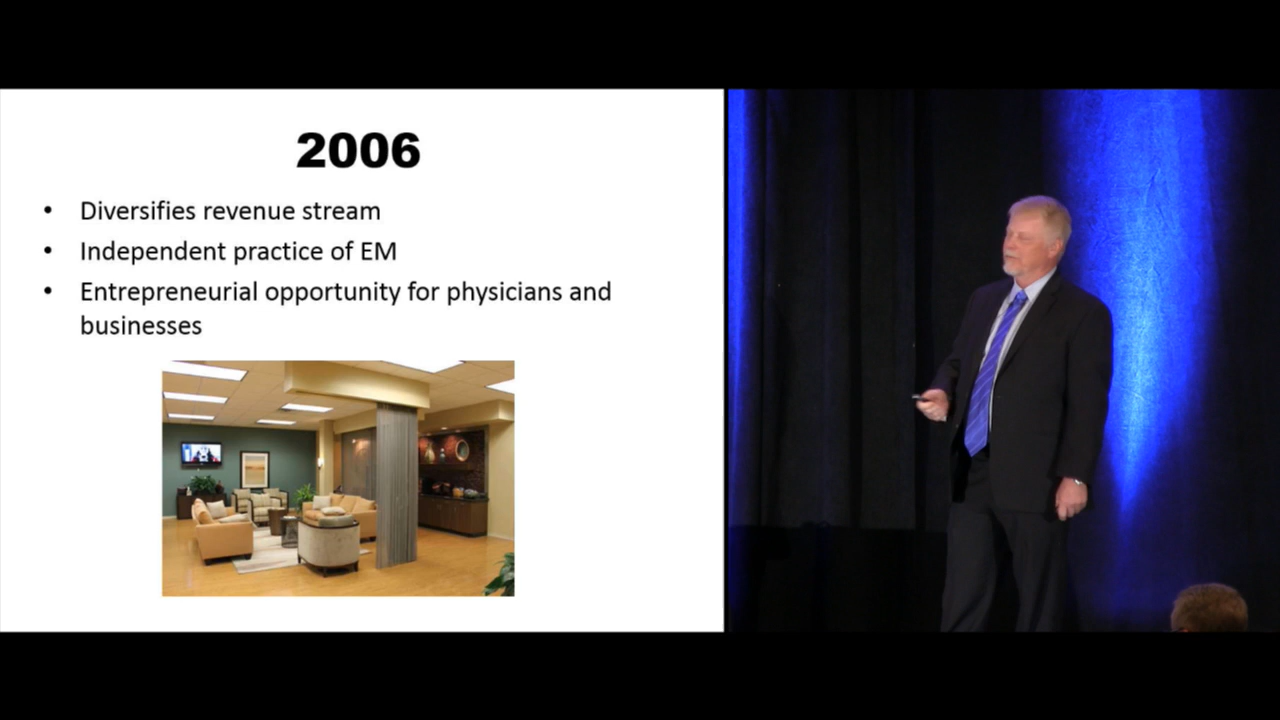 2006
• Diversifies revenue stream
• Independent practice of EM
• Entrepreneurial opportunity for physicians and
businesses